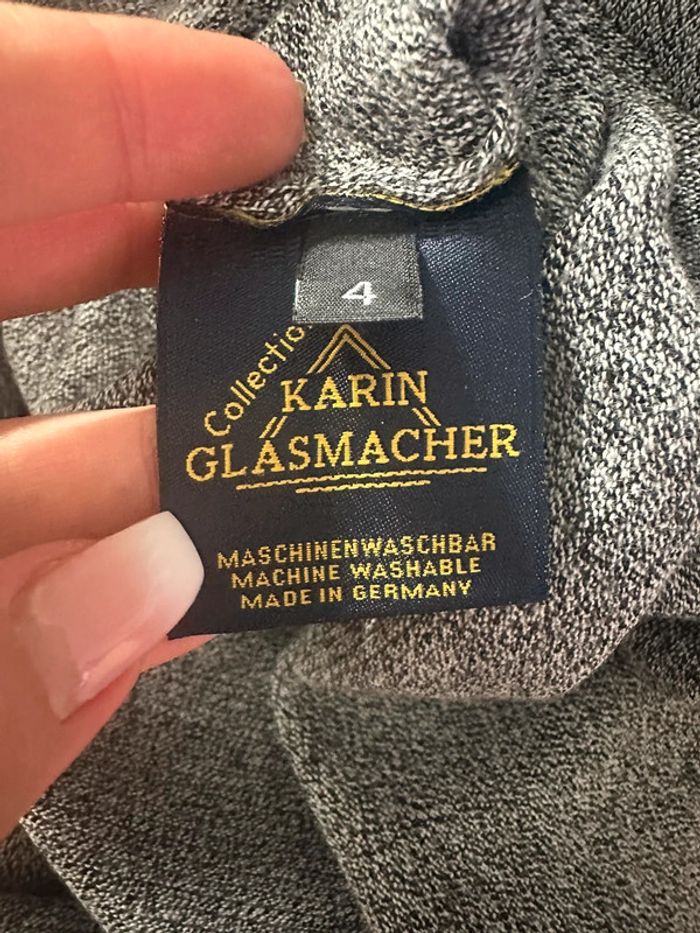 4
Collection
KARIN
GLASMACHER
MASCHINENWASCHBAR
MACHINE WASHABLE
MADE IN GERMANY